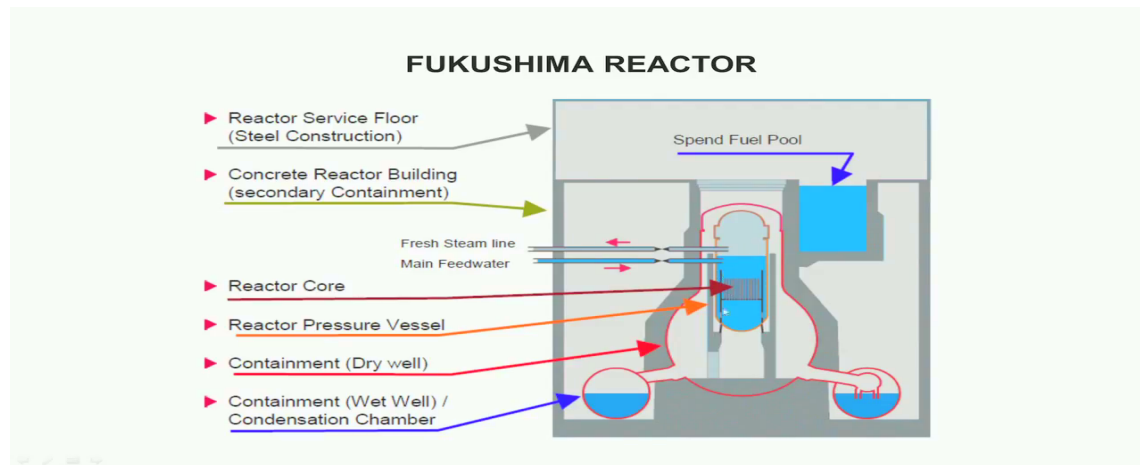 FUKUSHIMA REACTOR
Reactor Service Floor
(Steel Construction)
Spend Fuel Pool
Concrete Reactor Building
(secondary Containment)
Fresh Steam line
Main Feedwater
Reactor Core
Reactor Pressure Vessel
Containment (Dry well)
Containment (Wet Well) /
Condensation Chamber